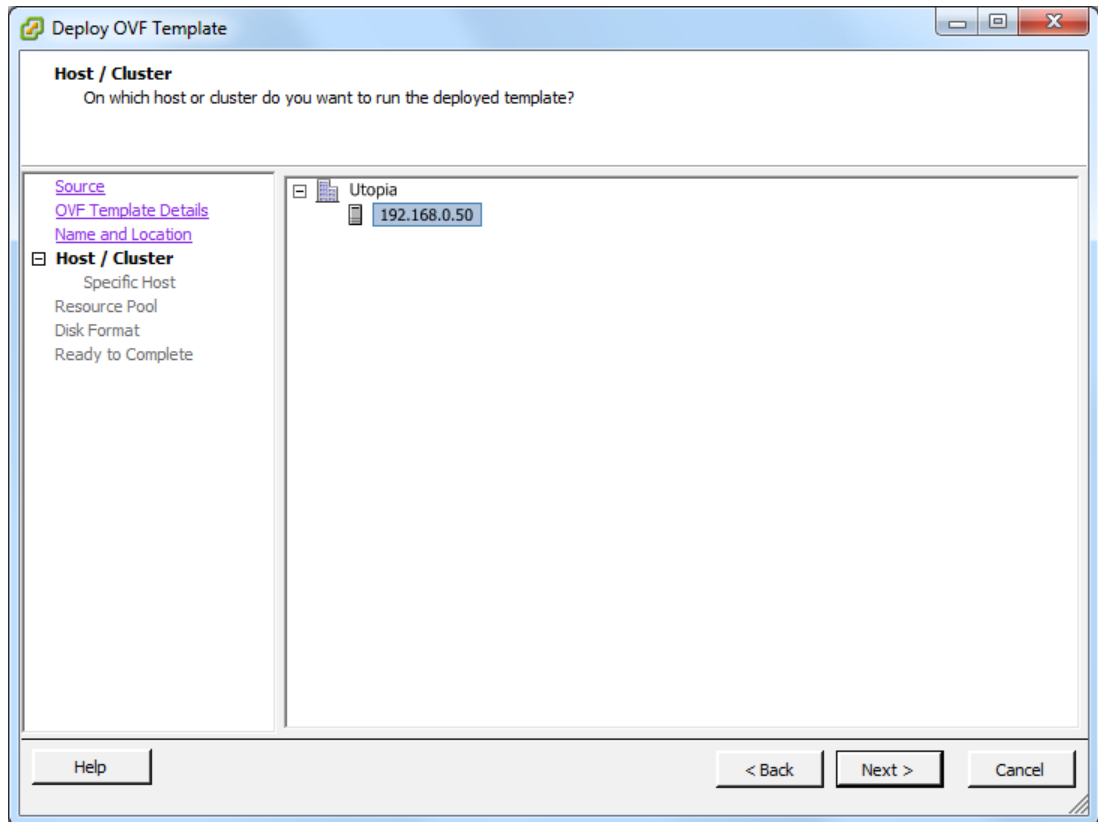 Deploy OVF Template
Host / Cluster
On which host or cluster do you want to run the deployed template?
Source
OVF Template Details
Name and Location
Host / Cluster
Specific Host
Resource Pool
Disk Format
Ready to Complete
Utopia
192.168.0.50
Help
< Back
Next >
Cancel